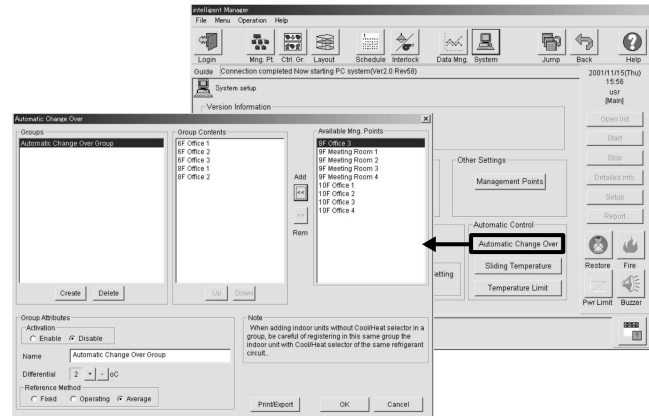 intelligent Manager
File Menu Operation Help
Login Mng. Pt. Ctrl. Gr. Layout Schedule Interlock Data Mng. System Jump Back Help
Guide Connection completed Now starting PC system(Ver2.0 Rev58)
2001/11/15(Thu)
15:56
usr
[Main]
System setup
Version Information
Open list
Start
Stop
Detailed info.
Setup
Report
Other Settings
Management Points
Automatic Control
Automatic Change Over
Sliding Temperature
Temperature Limit
etting
Restore Fire
Pwr Limit Buzzer
Automatic Change Over
Groups
Automatic Change Over Group
Create Delete
Group Contents
6F Office 1
6F Office 2
6F Office 3
8F Office 1
8F Office 2
Up Down
Add
<<
>>
Rem
Available Mng. Points
8F Office 3
9F Meeting Room 1
9F Meeting Room 2
9F Meeting Room 3
9F Meeting Room 4
10F Office 1
10F Office 2
10F Office 3
10F Office 4
Group Attributes
Activation
Enable Disable
Name Automatic Change Over Group
Differential 2 + - oC
Reference Method
Fixed Operating Average
Note
When adding indoor units without Cool/Heat selector in a
group, be careful of registering in this same group the
indoor unit with Cool/Heat selector of the same refrigerant
circuit..
Print/Export OK Cancel